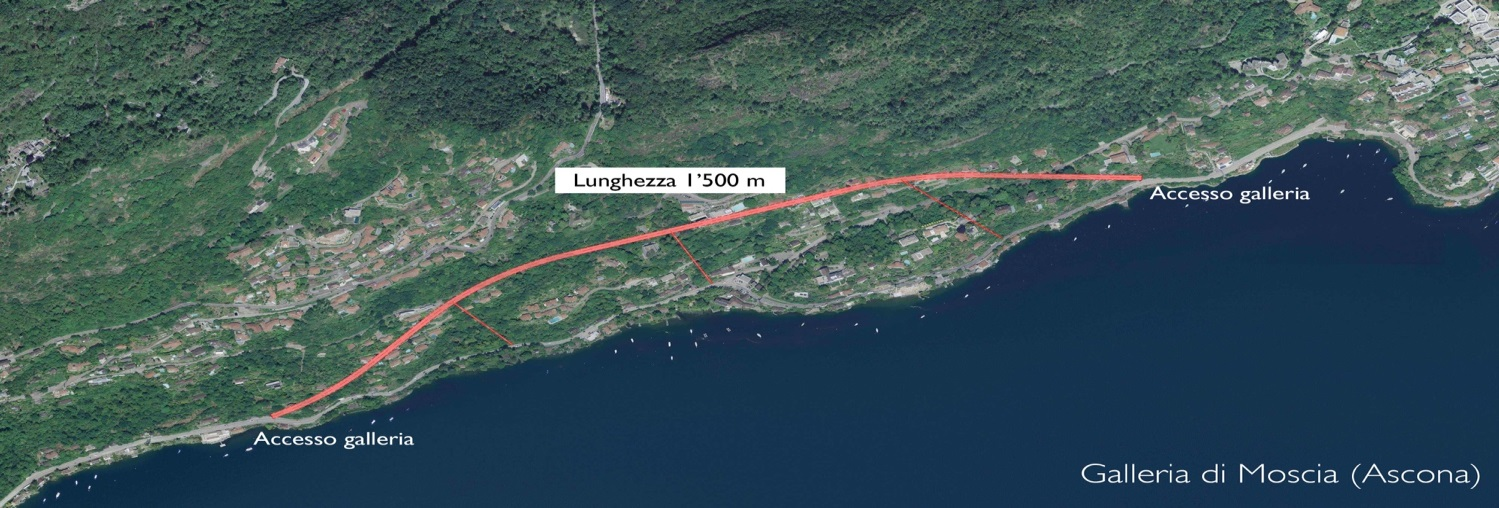 Lunghezza 1'500 m
Accesso galleria
Accesso galleria
Galleria di Moscia (Ascona)